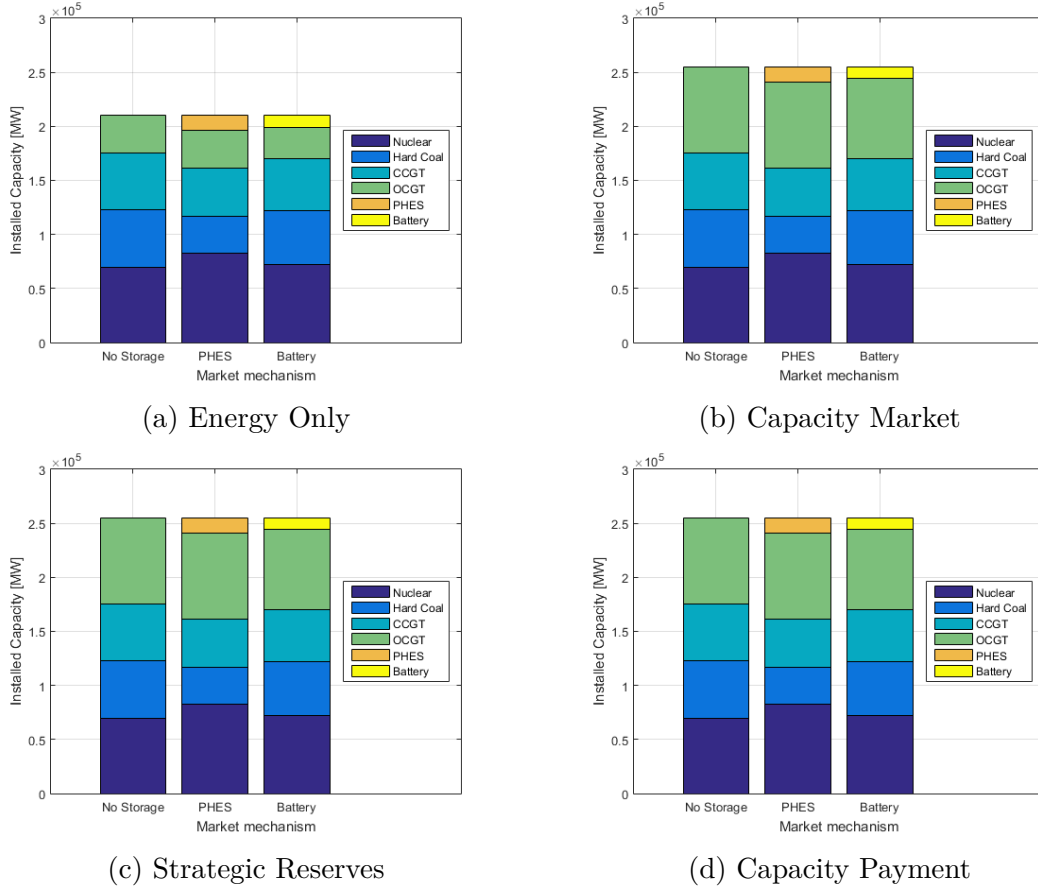 ×10^5
3
2.5
2
1.5
1
0.5
0
Installed Capacity [MW]
Nuclear
Hard Coal
CCGT
OCGT
PHES
Battery
No Storage PHES Battery
Market mechanism
(a) Energy Only
×10^5
3
2.5
2
1.5
1
0.5
0
Installed Capacity [MW]
Nuclear
Hard Coal
CCGT
OCGT
PHES
Battery
No Storage PHES Battery
Market mechanism
(b) Capacity Market
×10^5
3
2.5
2
1.5
1
0.5
0
Installed Capacity [MW]
Nuclear
Hard Coal
CCGT
OCGT
PHES
Battery
No Storage PHES Battery
Market mechanism
(c) Strategic Reserves
×10^5
3
2.5
2
1.5
1
0.5
0
Installed Capacity [MW]
Nuclear
Hard Coal
CCGT
OCGT
PHES
Battery
No Storage PHES Battery
Market mechanism
(d) Capacity Payment